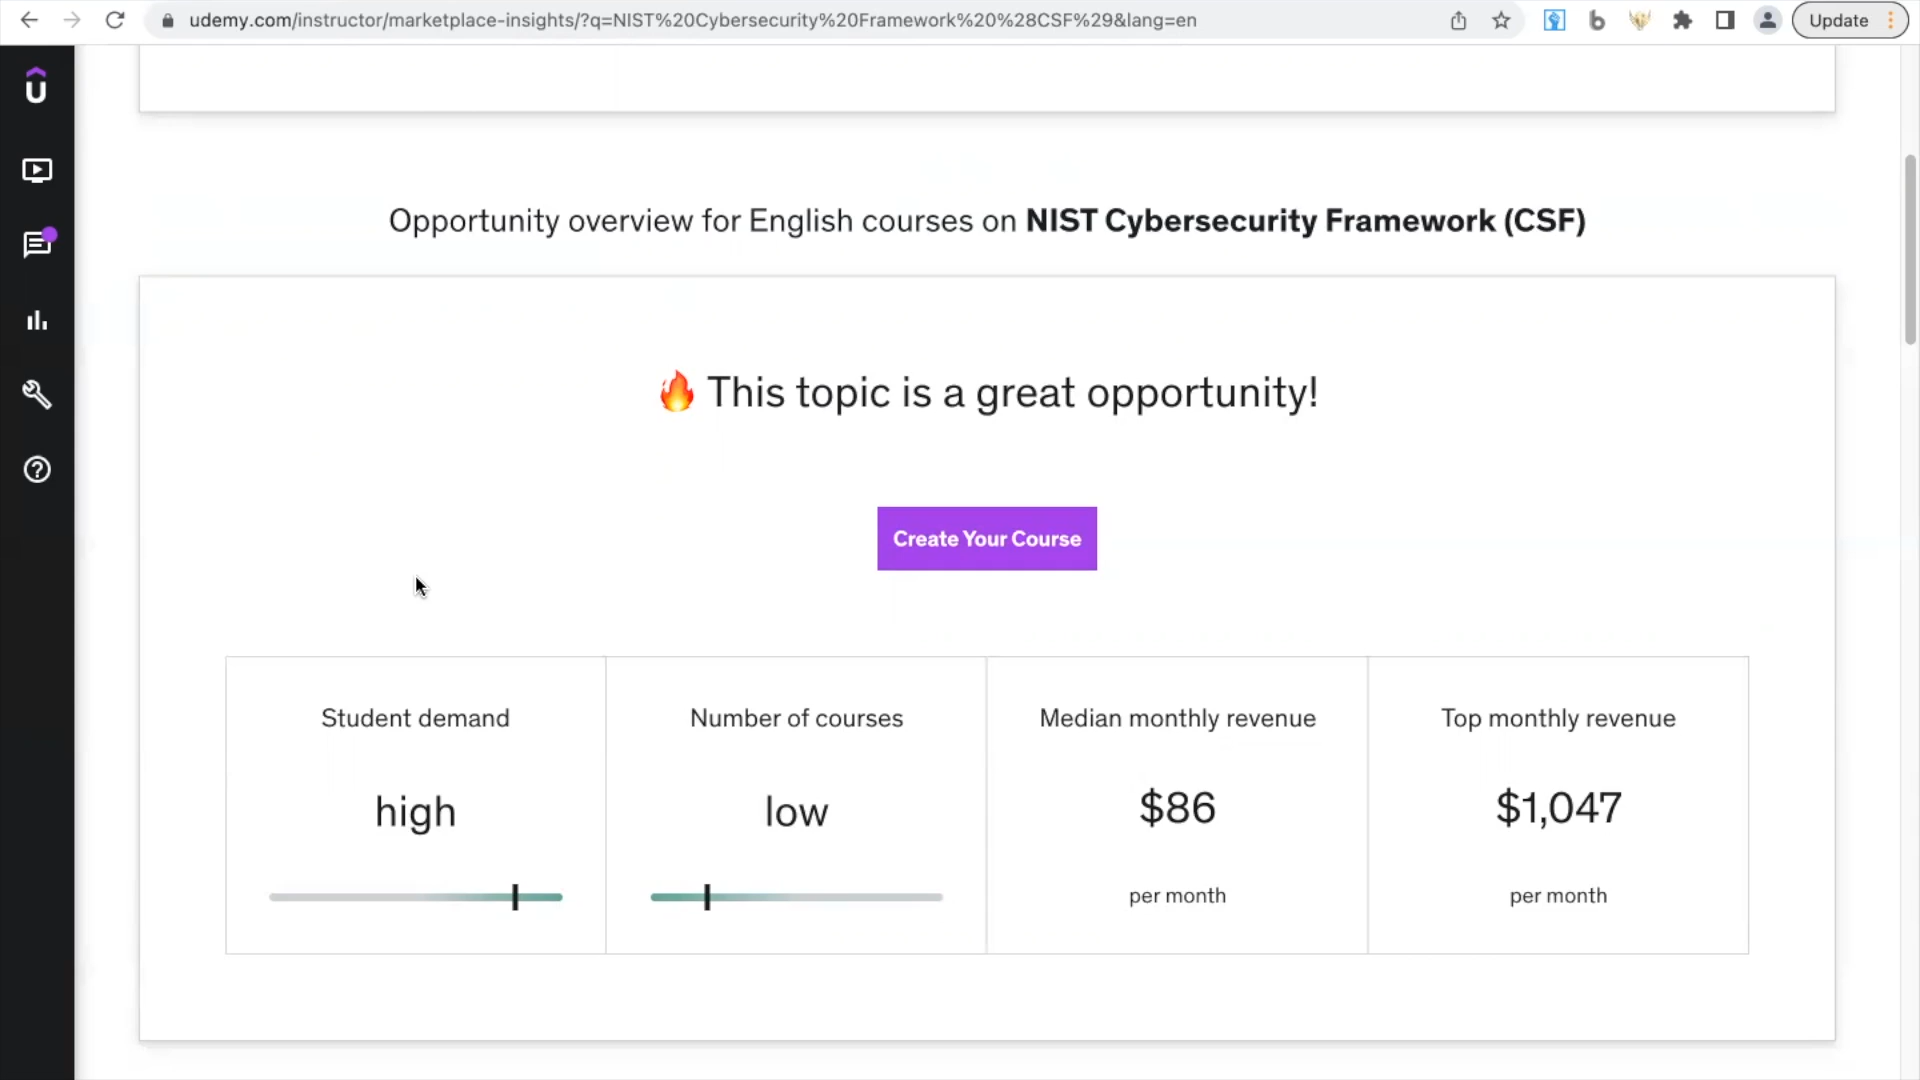 udemy.com/instructor/marketplace-insights/?q=NIST%20Cybersecurity%20Framework%20%28CSF%29&lang=en
Update
Opportunity overview for English courses on NIST Cybersecurity Framework (CSF)
🔥 This topic is a great opportunity!
Create Your Course
Student demand
high
Number of courses
low
Median monthly revenue
$86
per month
Top monthly revenue
$1,047
per month